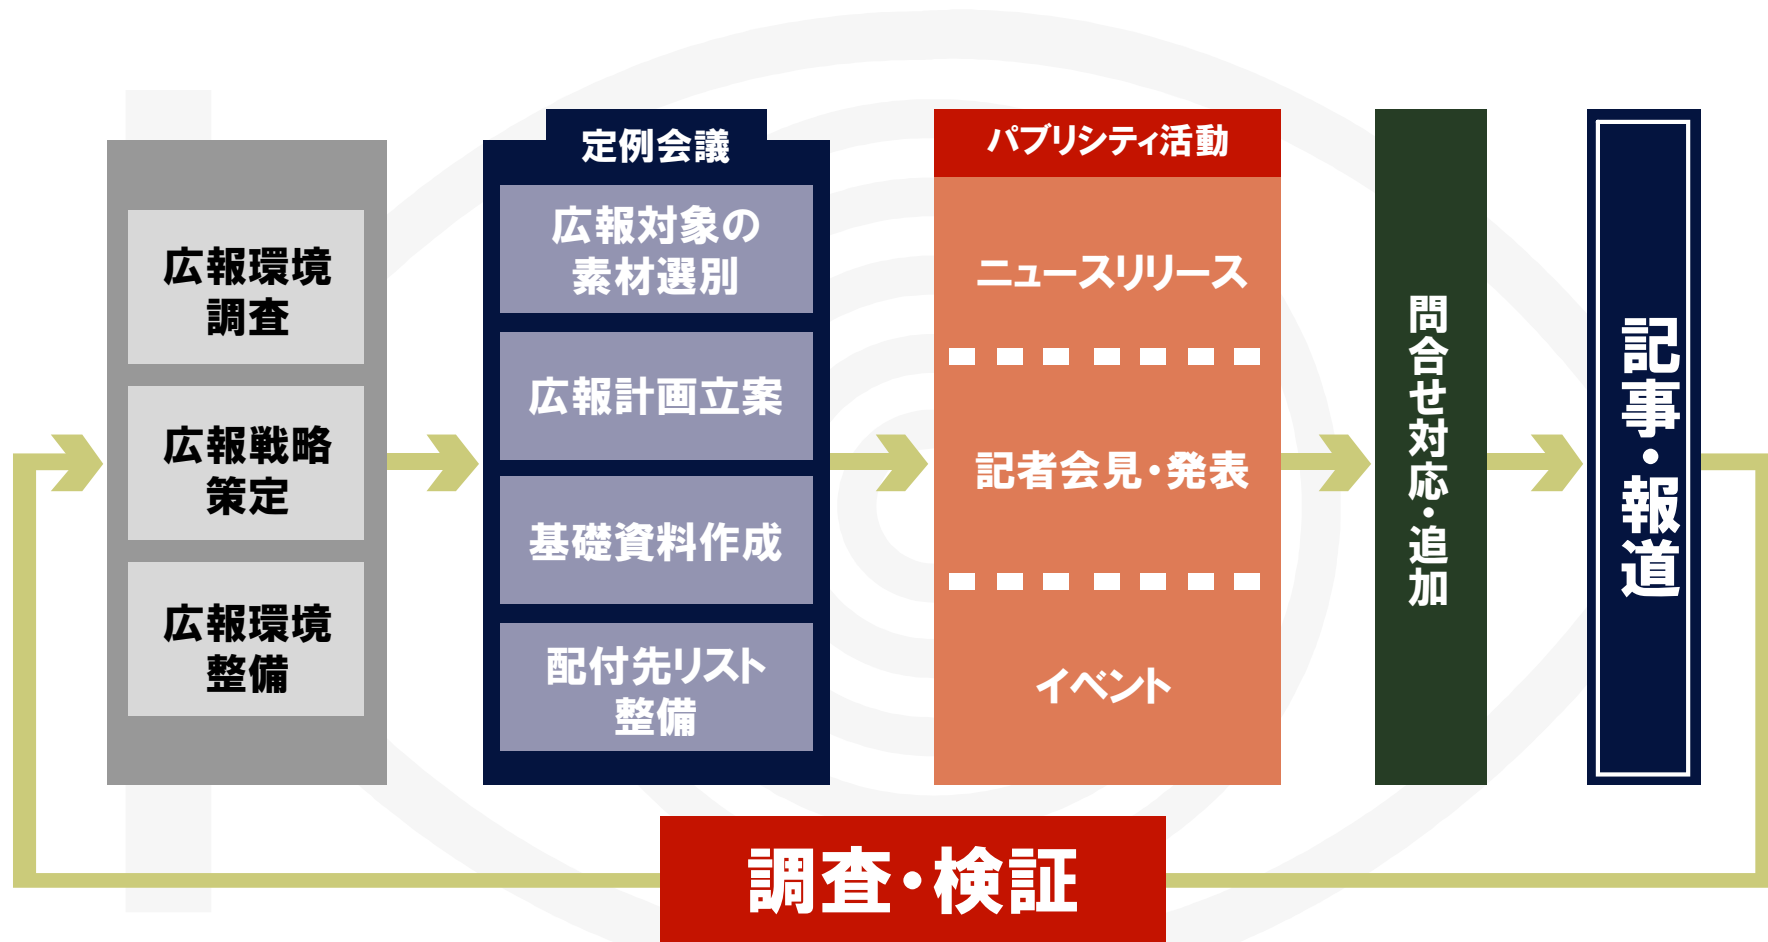 広報環境
調査
広報戦略
策定
広報環境
整備
定例会議
広報対象の
素材選別
広報計画立案
基礎資料作成
配付先リスト
整備
パブリシティ活動
ニュースリリース
記者会見・発表
イベント
問合せ対応・追加
記事・報道
調査・検証